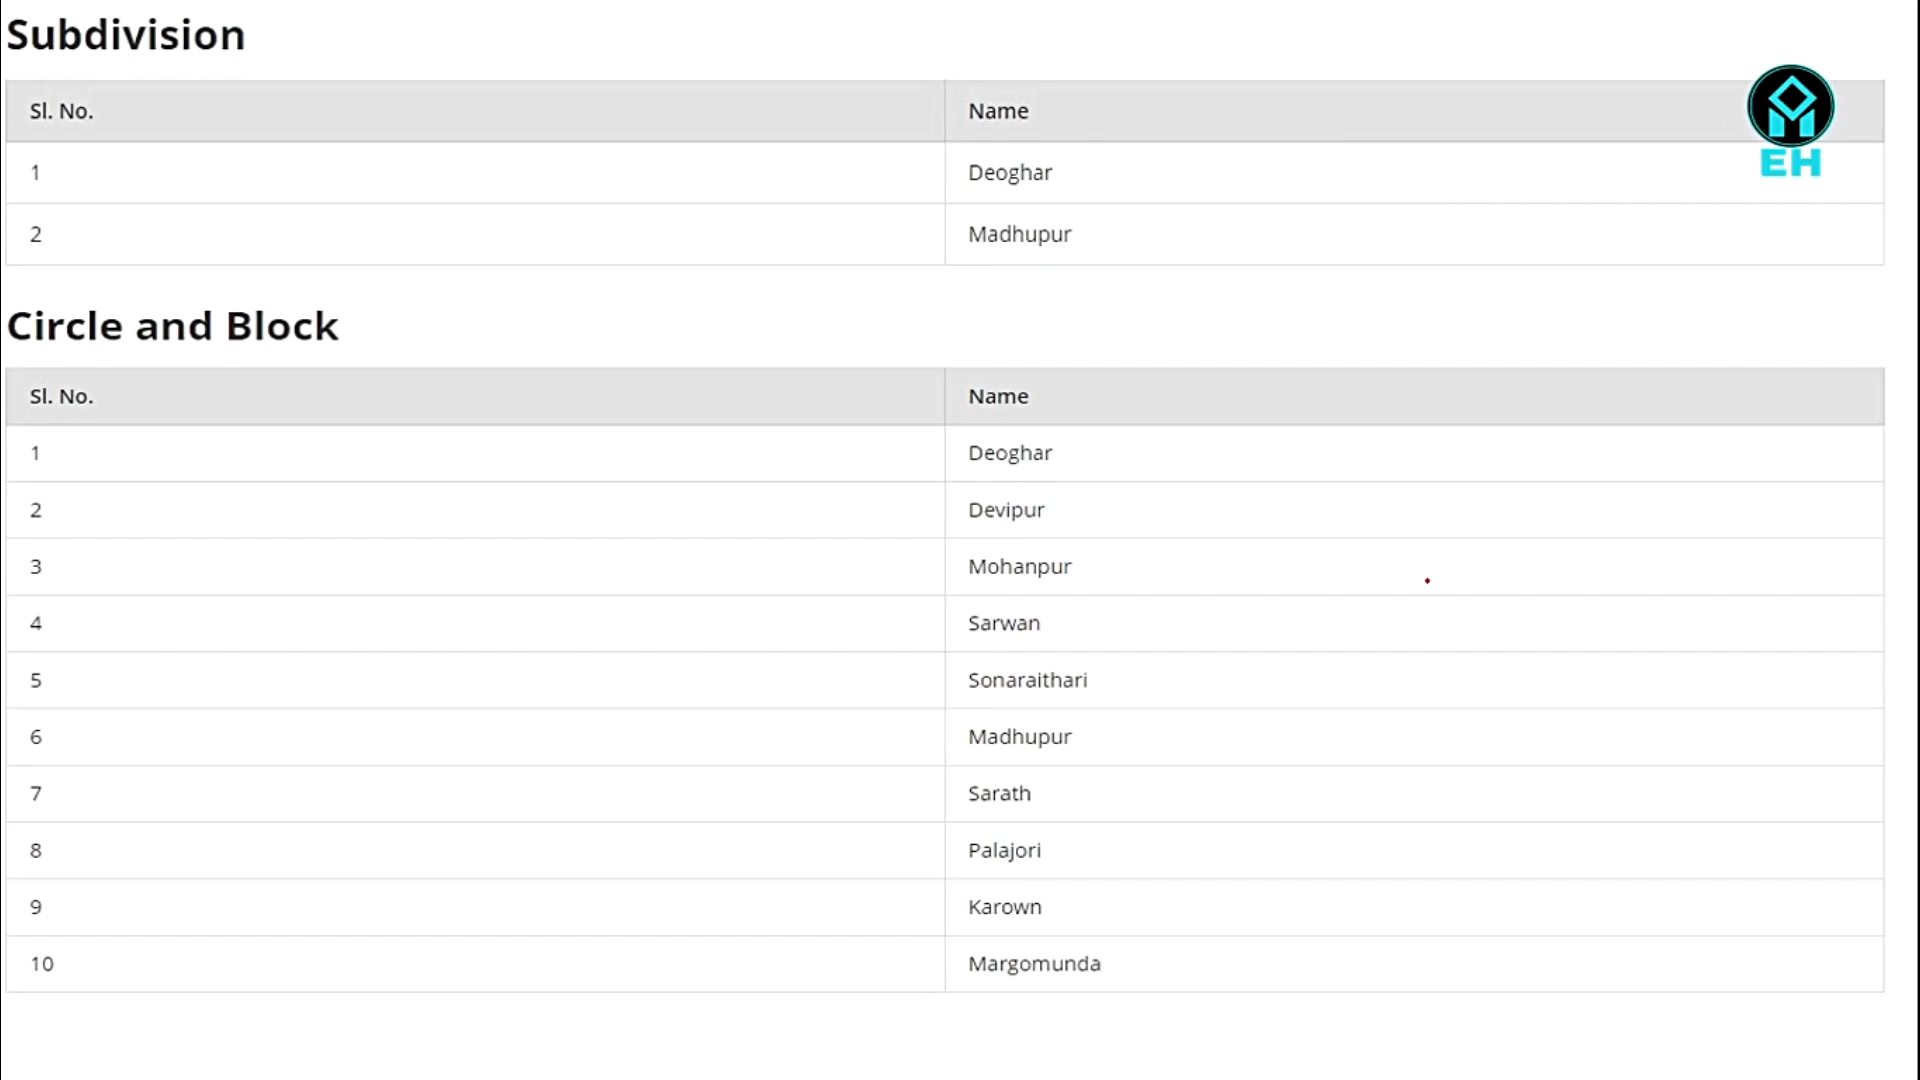 Subdivision
Sl. No. Name
1 Deoghar
2 Madhupur
EH
Circle and Block
Sl. No. Name
1 Deoghar
2 Devipur
3 Mohanpur
4 Sarwan
5 Sonaraithari
6 Madhupur
7 Sarath
8 Palajori
9 Karown
10 Margomunda